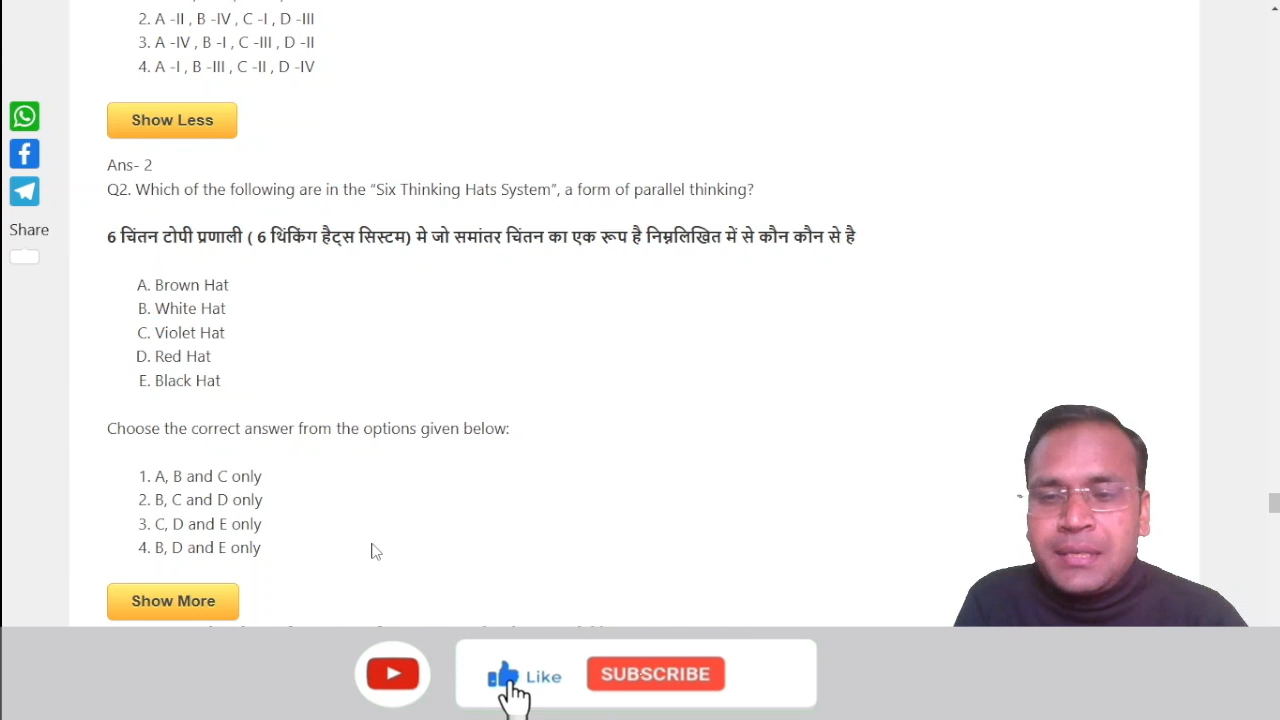 2. A -II , B -IV , C -I , D -III
3. A -IV , B -I , C -III , D -II
4. A -I , B -III , C -II , D -IV
Show Less
Ans- 2
Q2. Which of the following are in the “Six Thinking Hats System”, a form of parallel thinking?
Share
6 चिंतन टोपी प्रणाली ( 6 थिंकिंग हैट्स सिस्टम) मे जो समांतर चिंतन का एक रूप है निम्नलिखित में से कौन कौन से है
A. Brown Hat
B. White Hat
C. Violet Hat
D. Red Hat
E. Black Hat
Choose the correct answer from the options given below:
1. A, B and C only
2. B, C and D only
3. C, D and E only
4. B, D and E only
Show More
Like
SUBSCRIBE